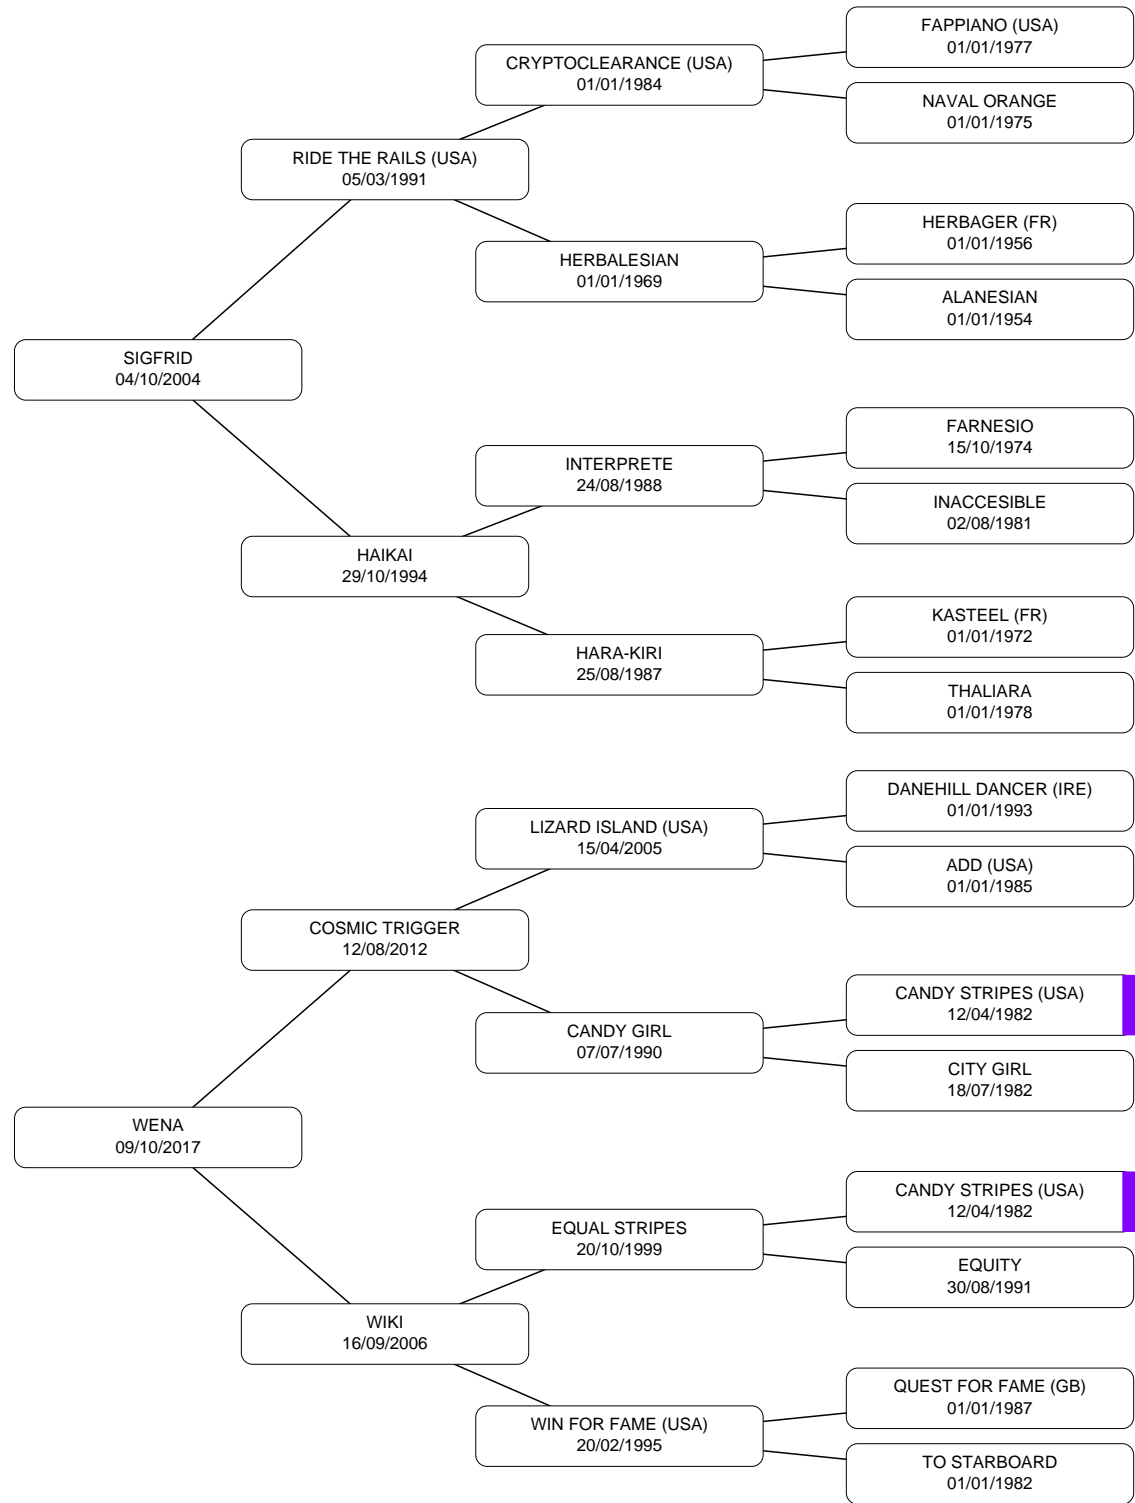 FAPPIANO (USA)
01/01/1977
CRYPTOCLEARANCE (USA)
01/01/1984
NAVAL ORANGE
01/01/1975
RIDE THE RAILS (USA)
05/03/1991
HERBAGER (FR)
01/01/1956
HERBALESIAN
01/01/1969
ALANESIAN
01/01/1954
SIGFRID
04/10/2004
FARNESIO
15/10/1974
INTERPRETE
24/08/1988
INACCESIBLE
02/08/1981
HAIKAI
29/10/1994
KASTEEL (FR)
01/01/1972
HARA-KIRI
25/08/1987
THALIARA
01/01/1978
DANEHILL DANCER (IRE)
01/01/1993
LIZARD ISLAND (USA)
15/04/2005
ADD (USA)
01/01/1985
COSMIC TRIGGER
12/08/2012
CANDY STRIPES (USA)
12/04/1982
CANDY GIRL
07/07/1990
CITY GIRL
18/07/1982
WENA
09/10/2017
CANDY STRIPES (USA)
12/04/1982
EQUAL STRIPES
20/10/1999
EQUITY
30/08/1991
WIKI
16/09/2006
QUEST FOR FAME (GB)
01/01/1987
WIN FOR FAME (USA)
20/02/1995
TO STARBOARD
01/01/1982